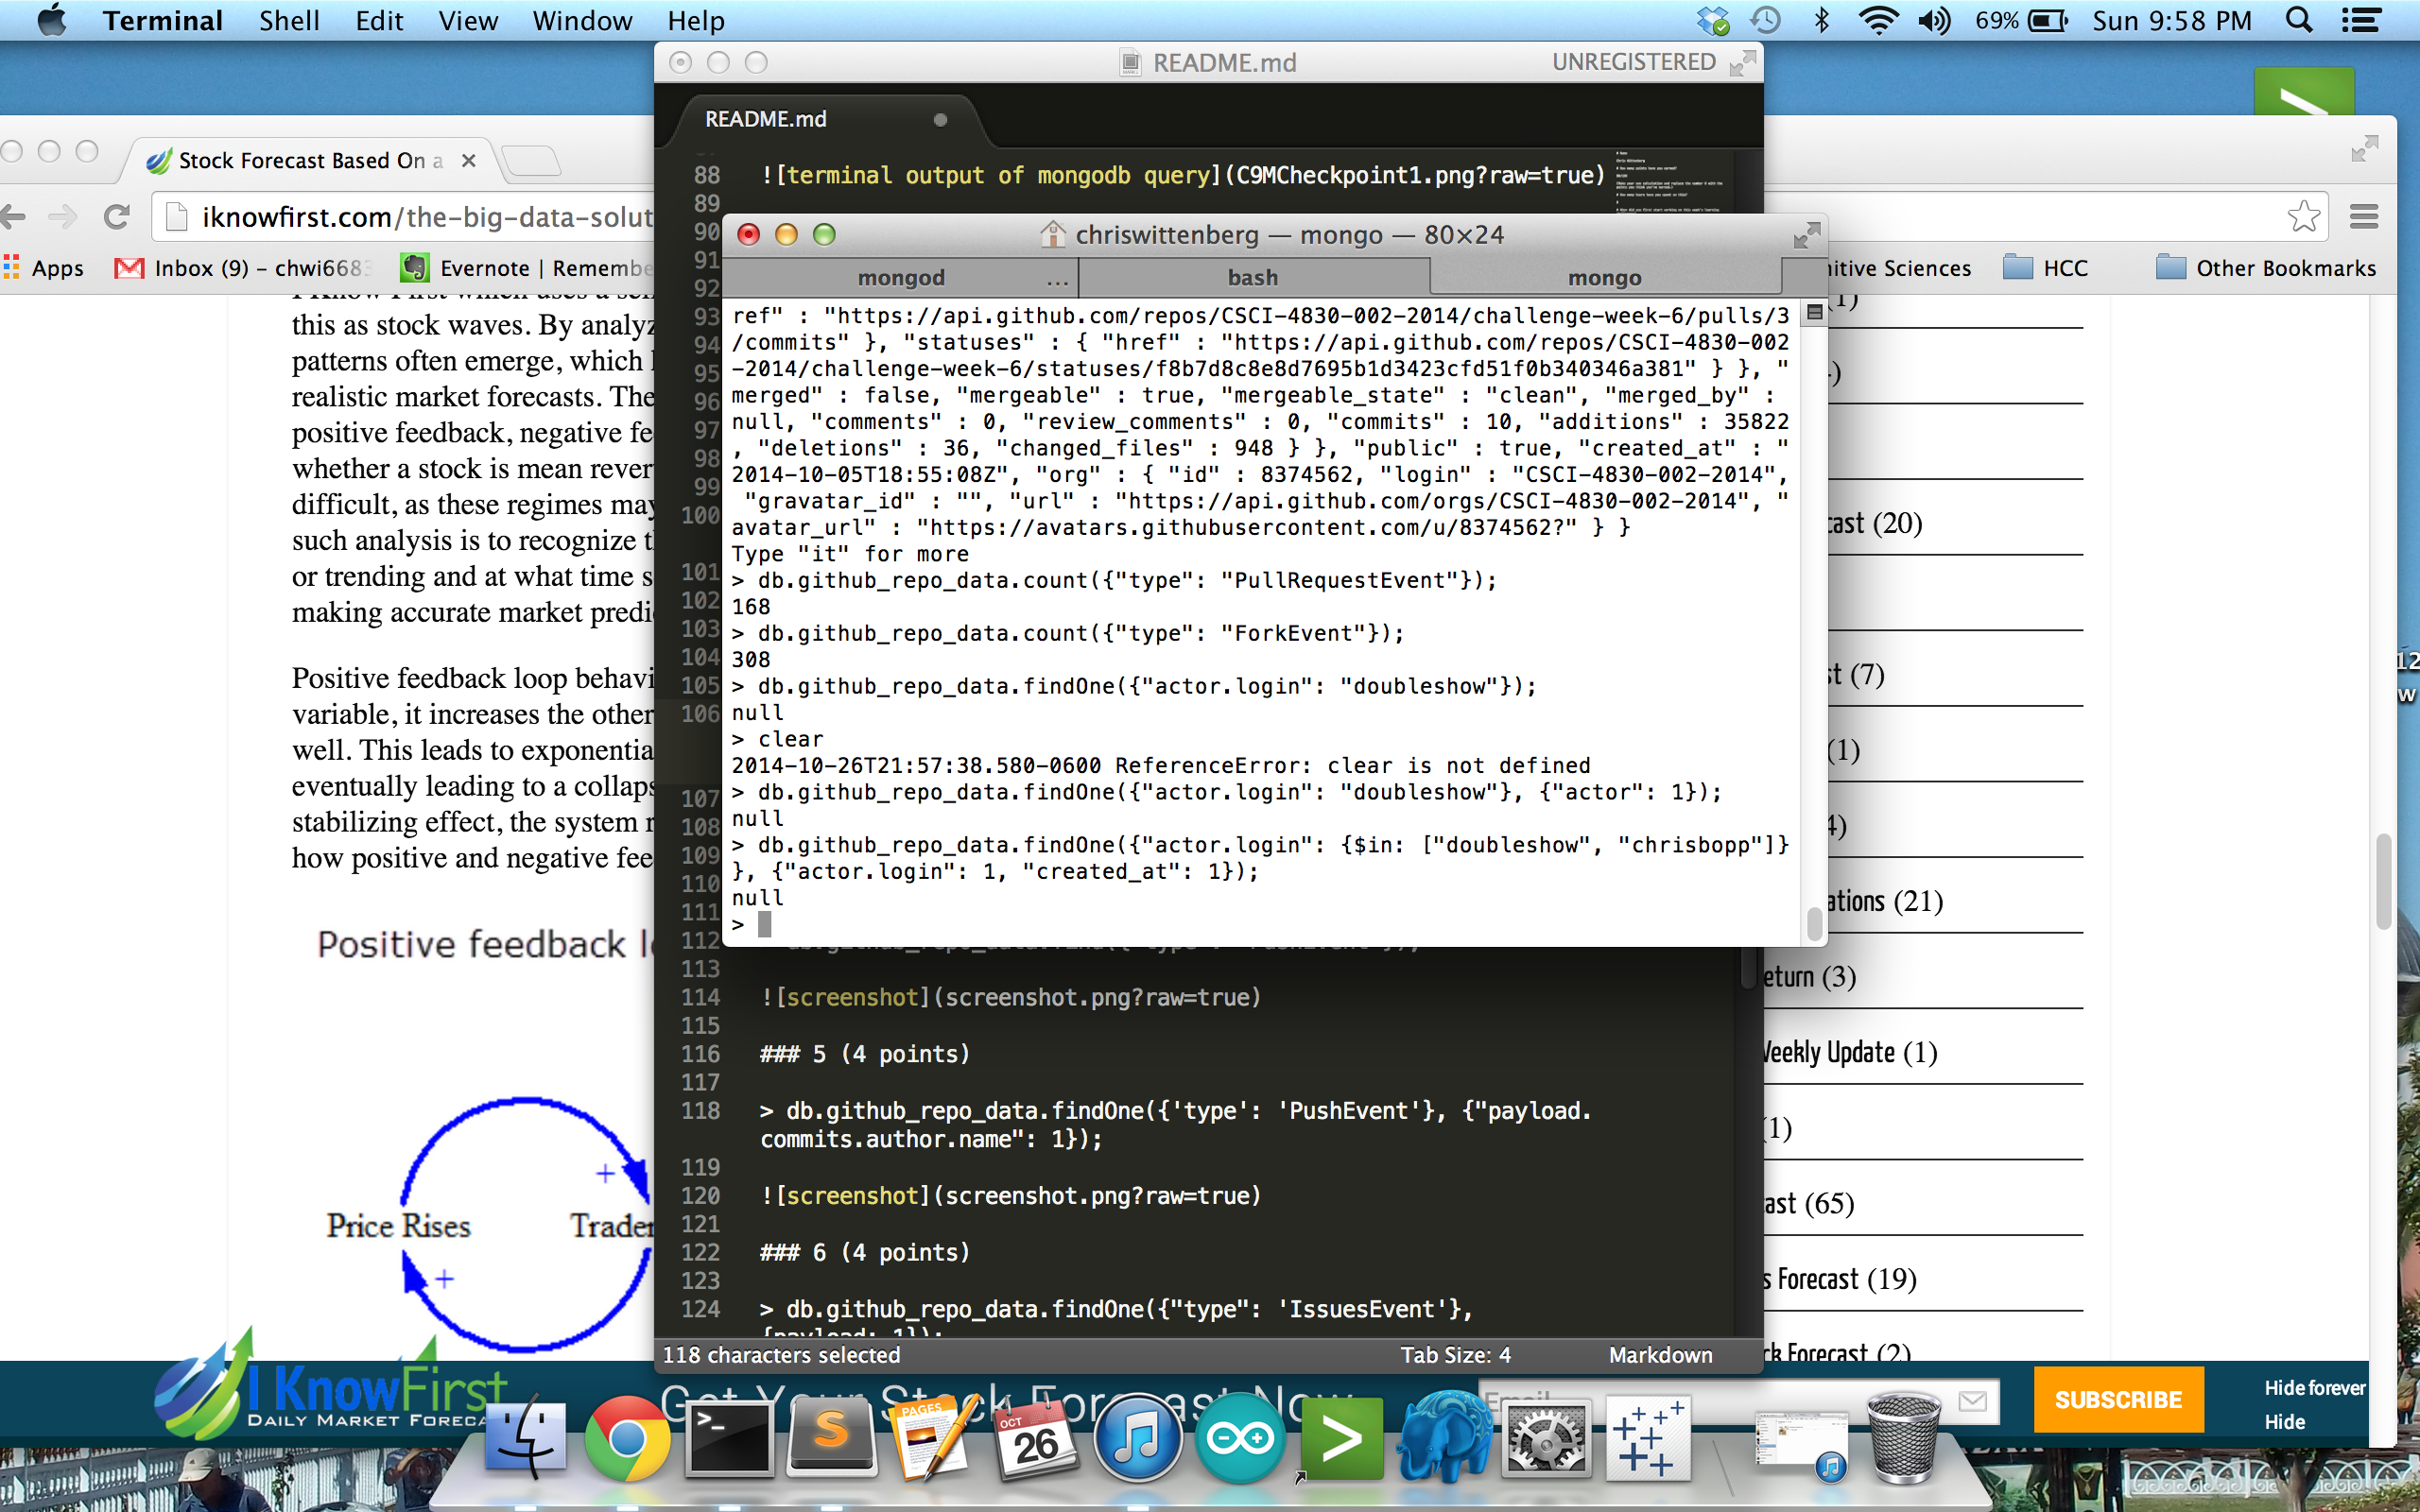 Terminal Shell Edit View Window Help 69% Sun 9:58 PM
README.md UNREGISTERED
README.md
Stock Forecast Based On a
iknowfirst.com/the-big-data-solut
Apps Inbox (9) – chwi6683 Evernote | Remembe
Sciences HCC Other Bookmarks
this as stock waves. By analyz
patterns often emerge, which
realistic market forecasts. The
positive feedback, negative fe
whether a stock is mean rever
difficult, as these regimes may
such analysis is to recognize
or trending and at what time s
making accurate market predi
Positive feedback loop behavi
variable, it increases the other
well. This leads to exponentia
eventually leading to a collaps
stabilizing effect, the system
how positive and negative fee
Positive feedback
Price Rises
Trader
+
+
88 ![terminal output of mongodb query](C9MCheckpoint1.png?raw=true)
89
90
91
92
93
94
95
96
97
98
99
100
101
102
103
104
105
106
107
108
109
110
111
chriswittenberg — mongo — 80×24
mongod ... bash mongo
ref" : "https://api.github.com/repos/CSCI-4830-002-2014/challenge-week-6/pulls/3
/commits" }, "statuses" : { "href" : "https://api.github.com/repos/CSCI-4830-002
-2014/challenge-week-6/statuses/f8b7d8c8e8d7695b1d3423cfd51f0b340346a381" } }, "
merged" : false, "mergeable" : true, "mergeable_state" : "clean", "merged_by" :
null, "comments" : 0, "review_comments" : 0, "commits" : 10, "additions" : 35822
, "deletions" : 36, "changed_files" : 948 } }, "public" : true, "created_at" : "
2014-10-05T18:55:08Z", "org" : { "id" : 8374562, "login" : "CSCI-4830-002-2014",
"gravatar_id" : "", "url" : "https://api.github.com/orgs/CSCI-4830-002-2014", "
avatar_url" : "https://avatars.githubusercontent.com/u/8374562?" } }
Type "it" for more
> db.github_repo_data.count({"type": "PullRequestEvent"});
168
> db.github_repo_data.count({"type": "ForkEvent"});
308
> db.github_repo_data.findOne({"actor.login": "doubleshow"});
null
> clear
2014-10-26T21:57:38.580-0600 ReferenceError: clear is not defined
> db.github_repo_data.findOne({"actor.login": "doubleshow"}, {"actor": 1});
null
> db.github_repo_data.findOne({"actor.login": {$in: ["doubleshow", "chrisbopp"]}
}, {"actor.login": 1, "created_at": 1});
null
>
112
113
114 ![screenshot](screenshot.png?raw=true)
115
116 ### 5 (4 points)
117
118 > db.github_repo_data.findOne({'type': 'PushEvent'}, {"payload.
commits.author.name": 1});
119
120 ![screenshot](screenshot.png?raw=true)
121
122 ### 6 (4 points)
123
124 > db.github_repo_data.findOne({"type": 'IssuesEvent'},
{payload: 1});
118 characters selected Tab Size: 4 Markdown
(1)
(20)
(7)
(1)
(21)
(3)
Weekly Update (1)
(1)
(65)
Forecast (19)
Forecast (2)
I KnowFirst
DAILY MARKET
Get Your Stock Forecast Now
Email
SUBSCRIBE
Hide forever
Hide
PAGES
OCT
26
12
w